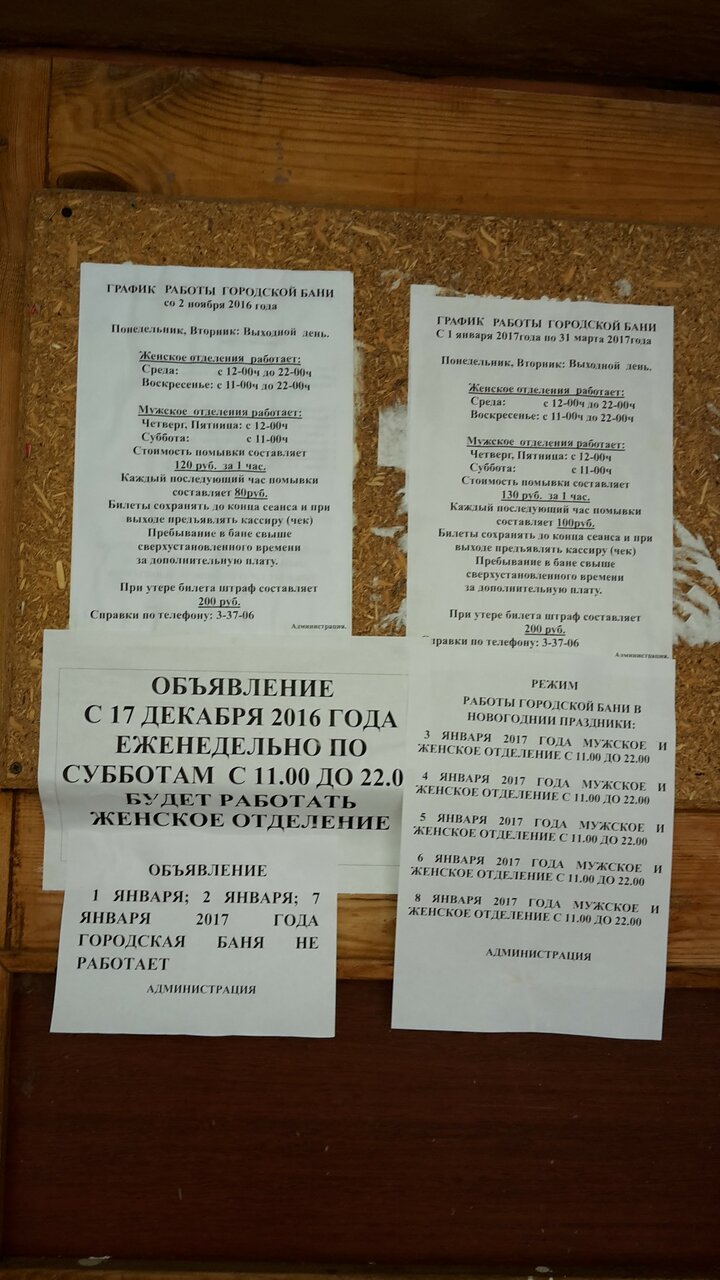 ГРАФИК РАБОТЫ ГОРОДСКОЙ БАНИ
со 2 ноября 2016 года
Понедельник, Вторник: Выходной день.
Женское отделения работает:
Среда: с 12-00ч до 22-00ч
Воскресенье: с 11-00ч до 22-00ч
Мужское отделения работает:
Четверг, Пятница: с 12-00ч
Суббота: с 11-00ч
Стоимость помывки составляет
120 руб. за 1 час.
Каждый последующий час помывки
составляет 80руб.
Билеты сохранять до конца сеанса и при
выходе предъявлять кассиру (чек)
Пребывание в бане свыше
сверхустановленного времени
за дополнительную плату.
При утере билета штраф составляет
200 руб.
Справки по телефону: 3-37-06
Администрация.
ГРАФИК РАБОТЫ ГОРОДСКОЙ БАНИ
С 1 января 2017года по 31 марта 2017года
Понедельник, Вторник: Выходной день.
Женское отделения работает:
Среда: с 12-00ч до 22-00ч
Воскресенье: с 11-00ч до 22-00ч
Мужское отделения работает:
Четверг, Пятница: с 12-00ч
Суббота: с 11-00ч
Стоимость помывки составляет
130 руб. за 1 час.
Каждый последующий час помывки
составляет 100руб.
Билеты сохранять до конца сеанса и при
выходе предъявлять кассиру (чек)
Пребывание в бане свыше
сверхустановленного времени
за дополнительную плату.
При утере билета штраф составляет
200 руб.
Справки по телефону: 3-37-06
Администрация.
ОБЪЯВЛЕНИЕ
С 17 ДЕКАБРЯ 2016 ГОДА
ЕЖЕНЕДЕЛЬНО ПО
СУББОТАМ С 11.00 ДО 22.0
БУДЕТ РАБОТАТЬ
ЖЕНСКОЕ ОТДЕЛЕНИЕ
ОБЪЯВЛЕНИЕ
1 ЯНВАРЯ; 2 ЯНВАРЯ; 7
ЯНВАРЯ 2017 ГОДА
ГОРОДСКАЯ БАНЯ НЕ
РАБОТАЕТ
АДМИНИСТРАЦИЯ
РЕЖИМ
РАБОТЫ ГОРОДСКОЙ БАНИ В
НОВОГОДНИИ ПРАЗДНИКИ:
3 ЯНВАРЯ 2017 ГОДА МУЖСКОЕ И
ЖЕНСКОЕ ОТДЕЛЕНИЕ С 11.00 ДО 22.00
4 ЯНВАРЯ 2017 ГОДА МУЖСКОЕ И
ЖЕНСКОЕ ОТДЕЛЕНИЕ С 11.00 ДО 22.00
5 ЯНВАРЯ 2017 ГОДА МУЖСКОЕ И
ЖЕНСКОЕ ОТДЕЛЕНИЕ С 11.00 ДО 22.00
6 ЯНВАРЯ 2017 ГОДА МУЖСКОЕ И
ЖЕНСКОЕ ОТДЕЛЕНИЕ С 11.00 ДО 22.00
8 ЯНВАРЯ 2017 ГОДА МУЖСКОЕ И
ЖЕНСКОЕ ОТДЕЛЕНИЕ С 11.00 ДО 22.00
АДМИНИСТРАЦИЯ